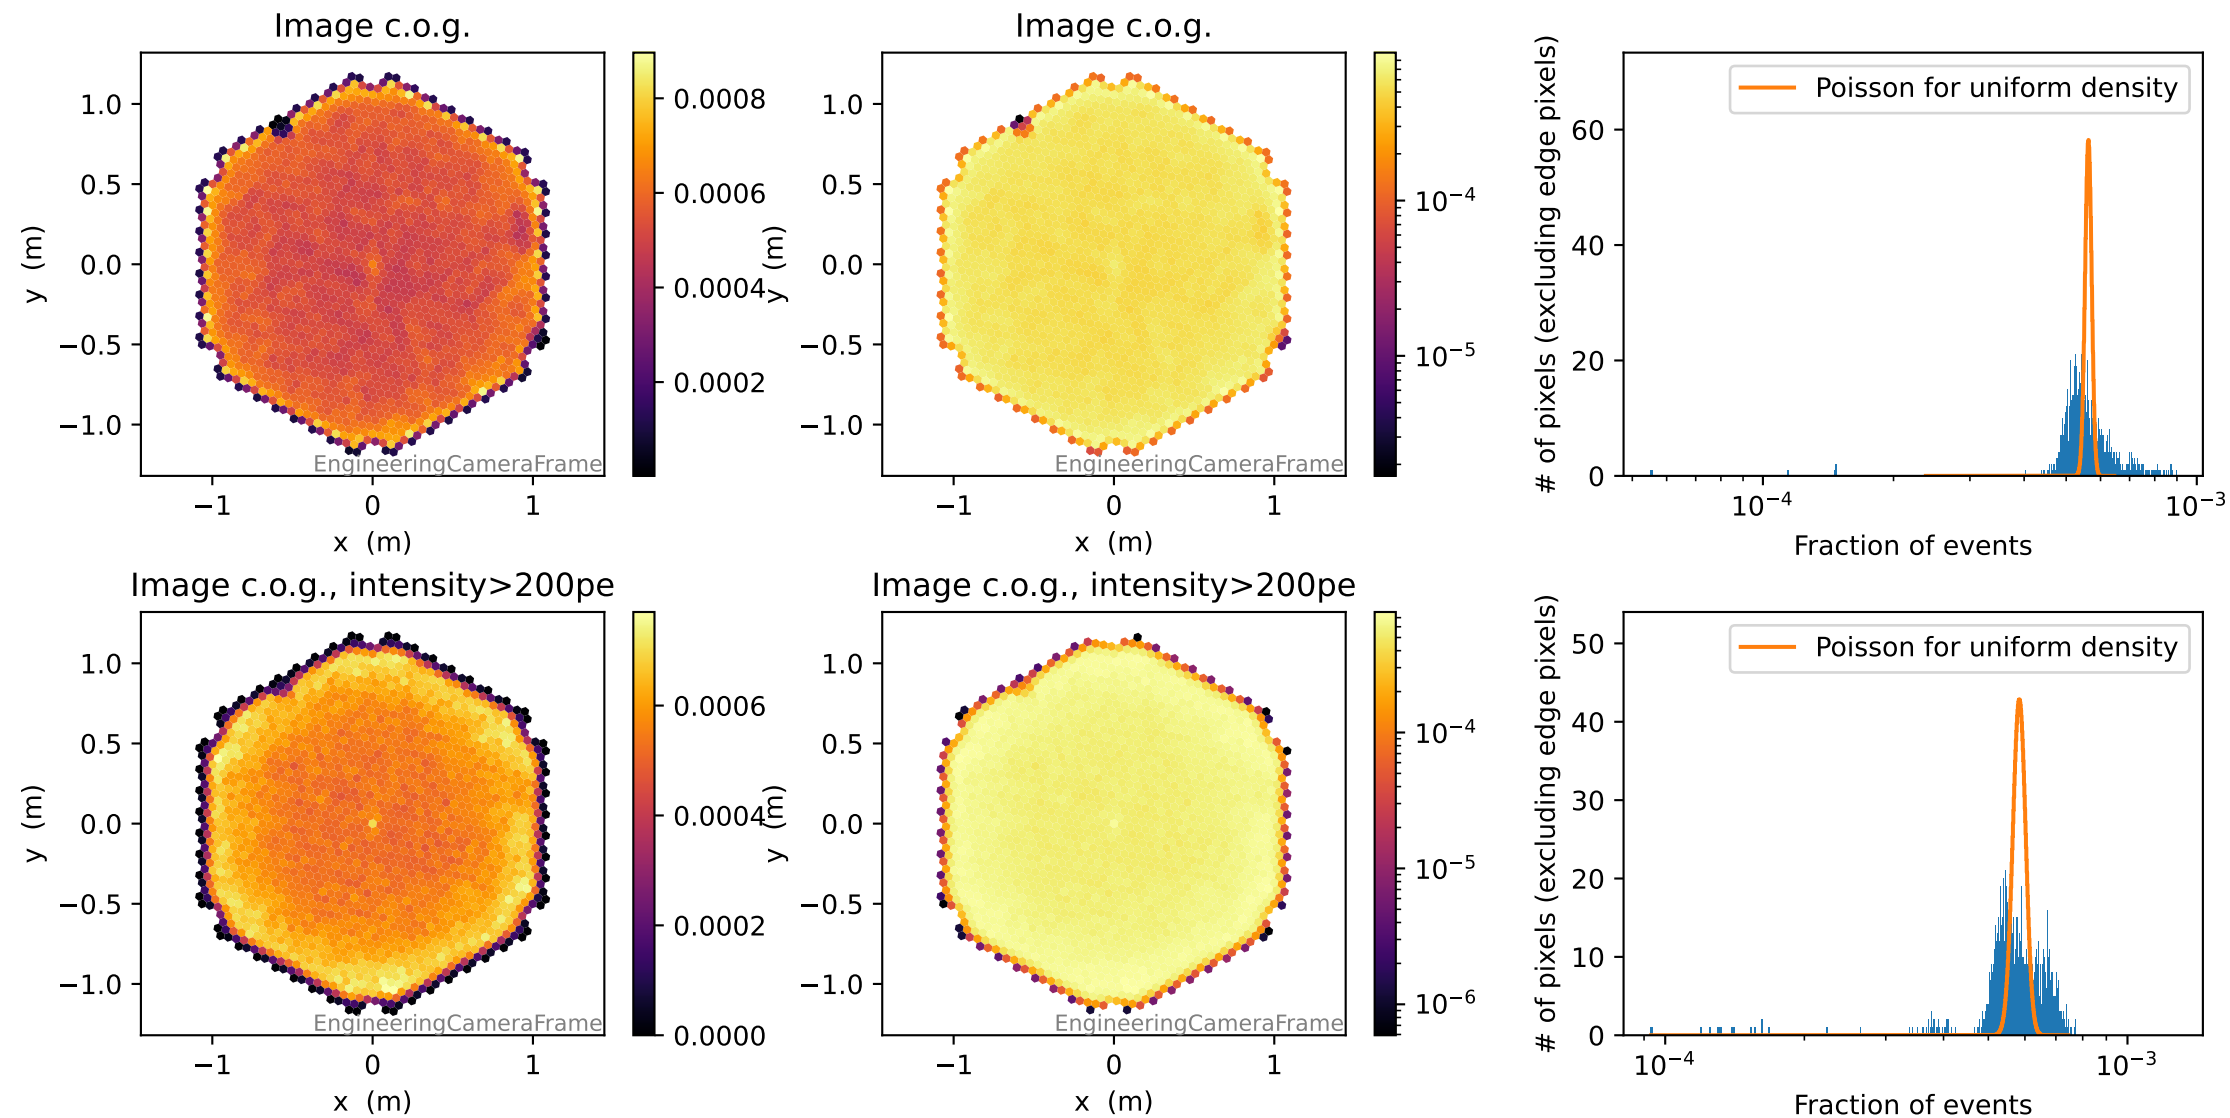 Image c.o.g.
1.0
0.5
0.0
−0.5
−1.0
y (m)
−1
0
1
x (m)
EngineeringCameraFrame
0.0008
0.0006
0.0004
0.0002
Image c.o.g.
1.0
0.5
0.0
−0.5
−1.0
y (m)
−1
0
1
x (m)
EngineeringCameraFrame
10⁻⁴
10⁻⁵
# of pixels (excluding edge pixels)
60
40
20
0
Poisson for uniform density
10⁻⁴
10⁻³
Fraction of events
Image c.o.g., intensity>200pe
1.0
0.5
0.0
−0.5
−1.0
y (m)
−1
0
1
x (m)
EngineeringCameraFrame
0.0006
0.0004
0.0002
0.0000
Image c.o.g., intensity>200pe
1.0
0.5
0.0
−0.5
−1.0
y (m)
−1
0
1
x (m)
EngineeringCameraFrame
10⁻⁴
10⁻⁵
10⁻⁶
# of pixels (excluding edge pixels)
50
40
30
20
10
0
Poisson for uniform density
10⁻⁴
10⁻³
Fraction of events